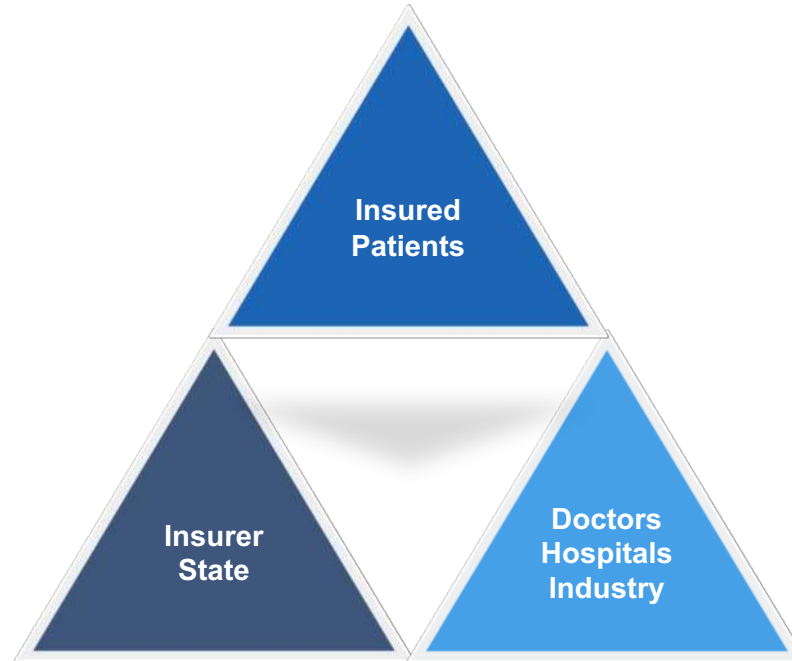 Insured
Patients
Insurer
State
Doctors
Hospitals
Industry